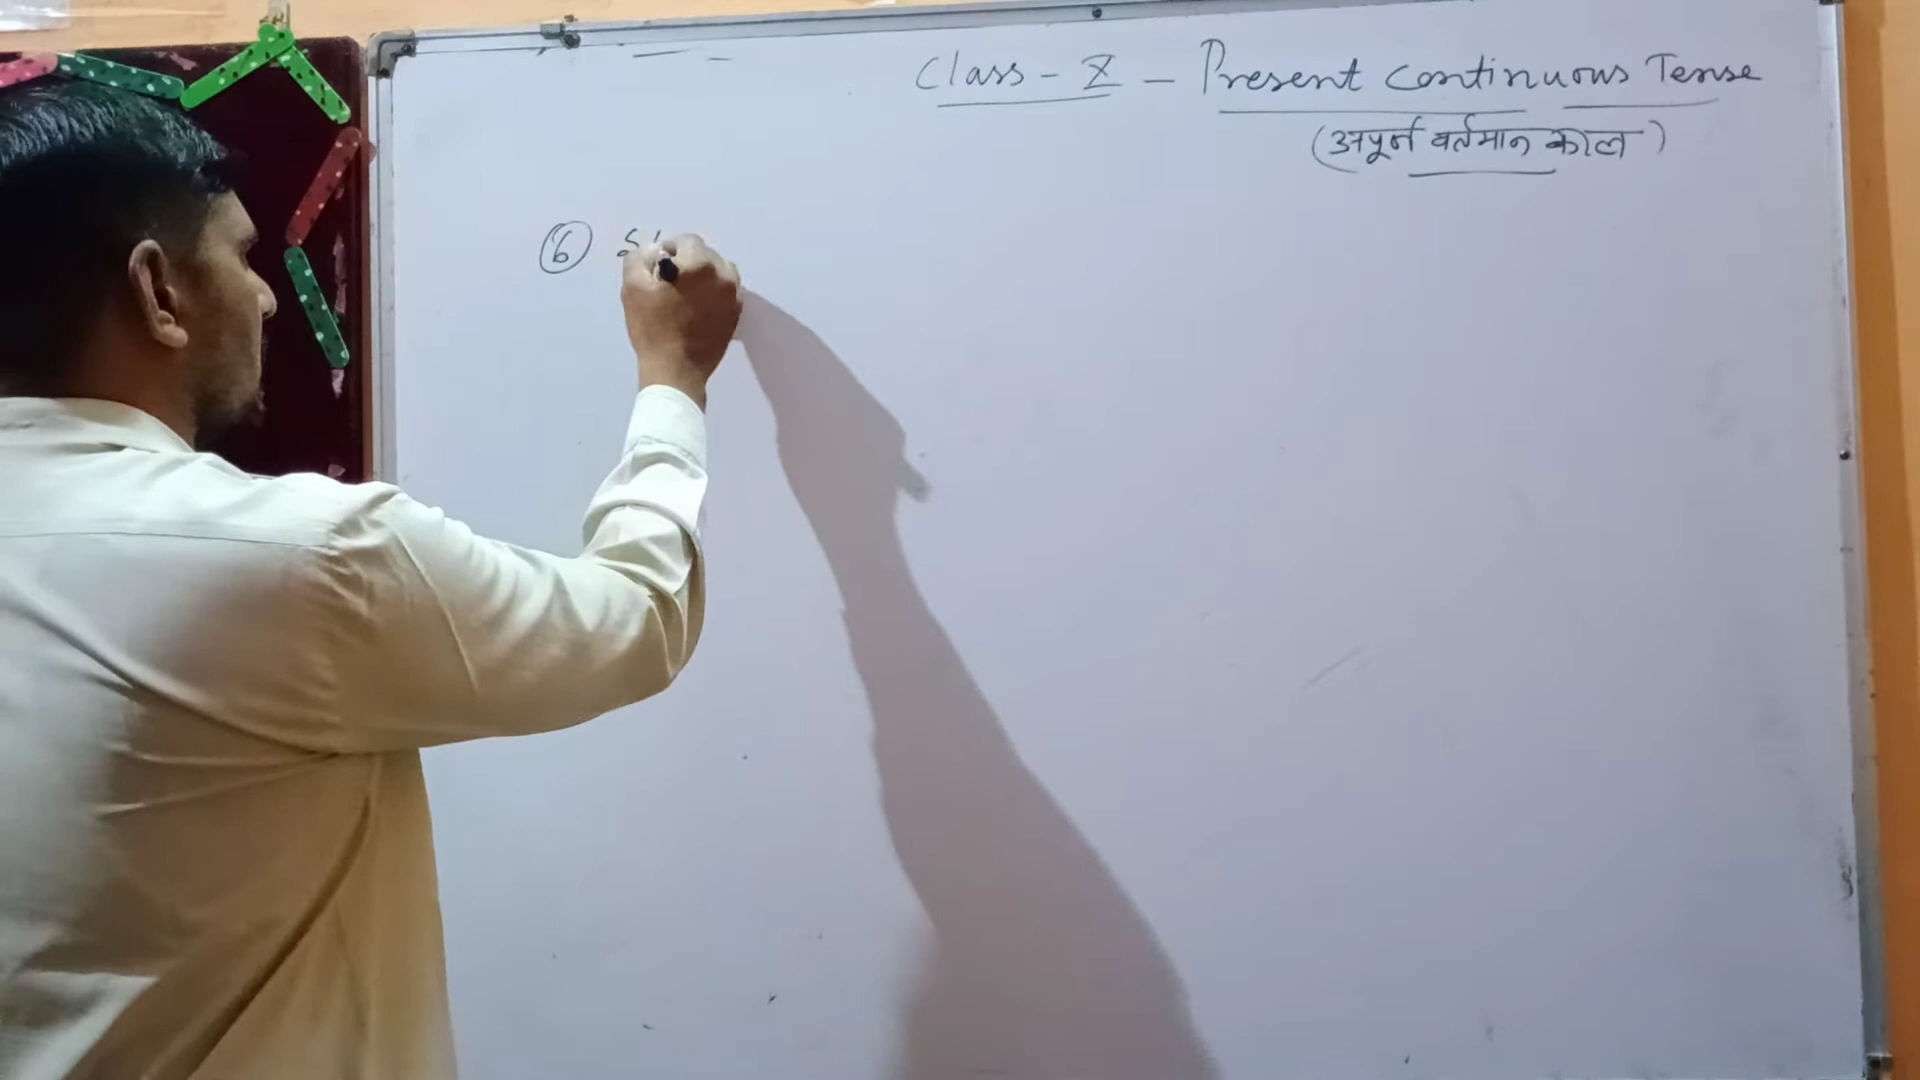 Class - X - Present Continuous Tense
(अपूर्ण वर्तमान काल)
⑥